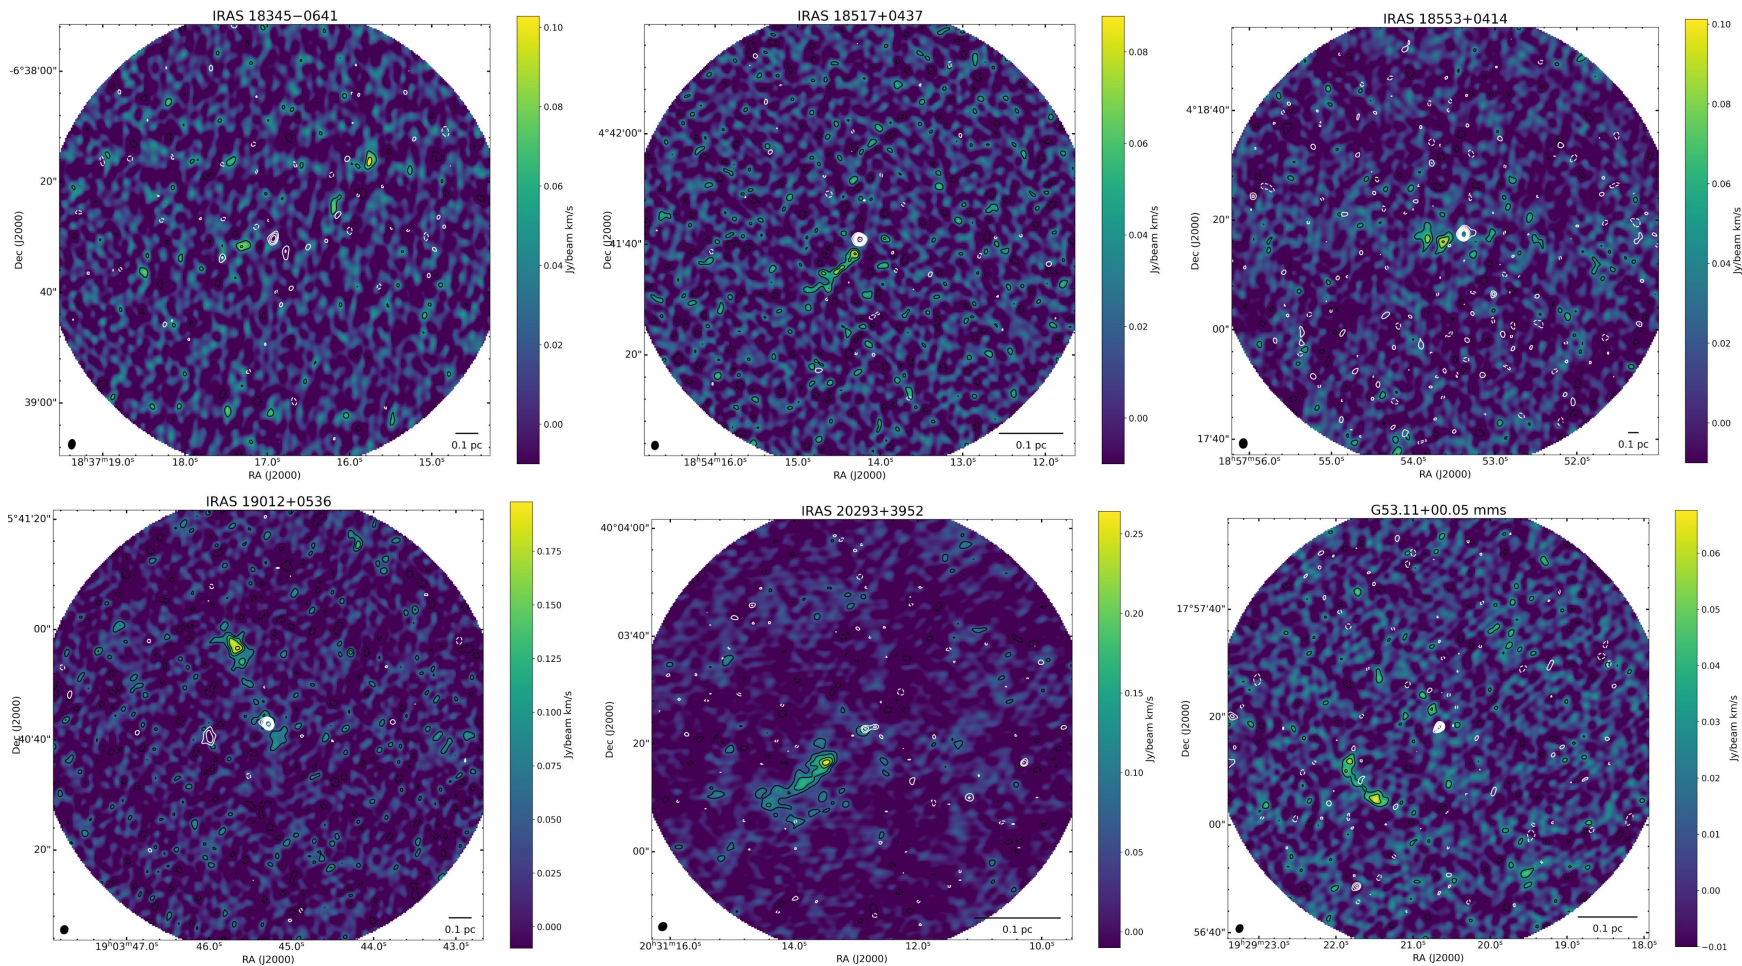 IRAS 18345−0641
-6°38'00"
20"
40"
39'00"
Dec (J2000)
18ʰ37ᵐ19.0ˢ 18.0ˢ 17.0ˢ 16.0ˢ 15.0ˢ
RA (J2000)
0.1 pc
0.10
0.08
0.06
0.04
0.02
0.00
Jy/beam km/s
IRAS 18517+0437
4°42'00"
41'40"
20"
Dec (J2000)
18ʰ54ᵐ16.0ˢ 15.0ˢ 14.0ˢ 13.0ˢ 12.0ˢ
RA (J2000)
0.1 pc
0.08
0.06
0.04
0.02
0.00
Jy/beam km/s
IRAS 18553+0414
4°18'40"
20"
00"
17'40"
Dec (J2000)
18ʰ57ᵐ56.0ˢ 55.0ˢ 54.0ˢ 53.0ˢ 52.0ˢ
RA (J2000)
0.1 pc
0.10
0.08
0.06
0.04
0.02
0.00
Jy/beam km/s
IRAS 19012+0536
5°41'20"
00"
40'40"
20"
Dec (J2000)
19ʰ03ᵐ47.0ˢ 46.0ˢ 45.0ˢ 44.0ˢ 43.0ˢ
RA (J2000)
0.1 pc
0.175
0.150
0.125
0.100
0.075
0.050
0.025
0.000
Jy/beam km/s
IRAS 20293+3952
40°04'00"
03'40"
20"
00"
Dec (J2000)
20ʰ31ᵐ16.0ˢ 14.0ˢ 12.0ˢ 10.0ˢ
RA (J2000)
0.1 pc
0.25
0.20
0.15
0.10
0.05
0.00
Jy/beam km/s
G53.11+00.05 mms
17°57'40"
20"
00"
56'40"
Dec (J2000)
19ʰ29ᵐ23.0ˢ 22.0ˢ 21.0ˢ 20.0ˢ 19.0ˢ 18.0ˢ
RA (J2000)
0.1 pc
0.06
0.05
0.04
0.03
0.02
0.01
0.00
−0.01
Jy/beam km/s